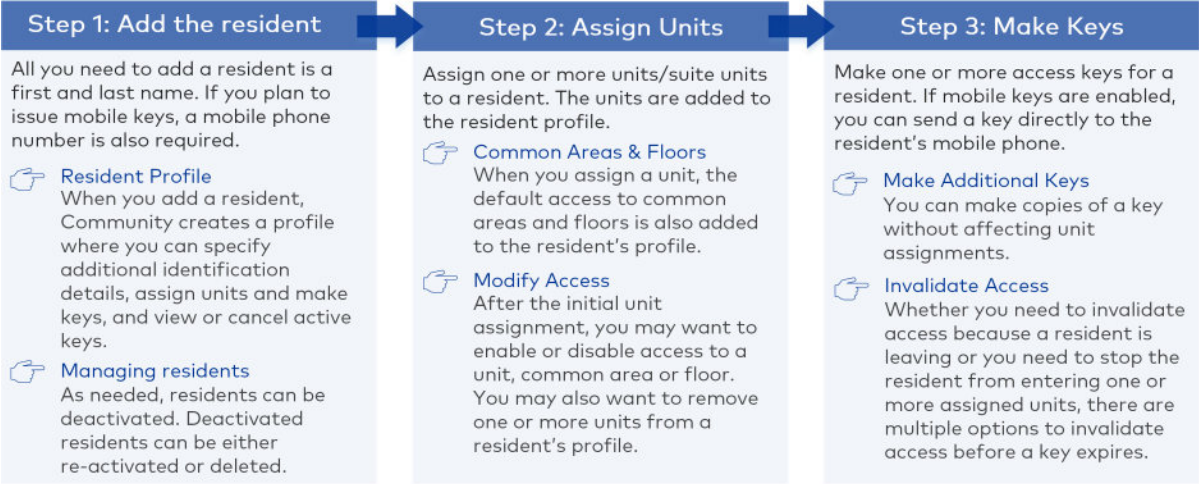 Step 1: Add the resident
All you need to add a resident is a
first and last name. If you plan to
issue mobile keys, a mobile phone
number is also required.
Resident Profile
When you add a resident,
Community creates a profile
where you can specify
additional identification
details, assign units and make
keys, and view or cancel active
keys.
Managing residents
As needed, residents can be
deactivated. Deactivated
residents can be either
re-activated or deleted.
Step 2: Assign Units
Assign one or more units/suite units
to a resident. The units are added to
the resident profile.
Common Areas & Floors
When you assign a unit, the
default access to common
areas and floors is also added
to the resident's profile.
Modify Access
After the initial unit
assignment, you may want to
enable or disable access to a
unit, common area or floor.
You may also want to remove
one or more units from a
resident's profile.
Step 3: Make Keys
Make one or more access keys for a
resident. If mobile keys are enabled,
you can send a key directly to the
resident's mobile phone.
Make Additional Keys
You can make copies of a key
without affecting unit
assignments.
Invalidate Access
Whether you need to invalidate
access because a resident is
leaving or you need to stop the
resident from entering one or
more assigned units, there are
multiple options to invalidate
access before a key expires.